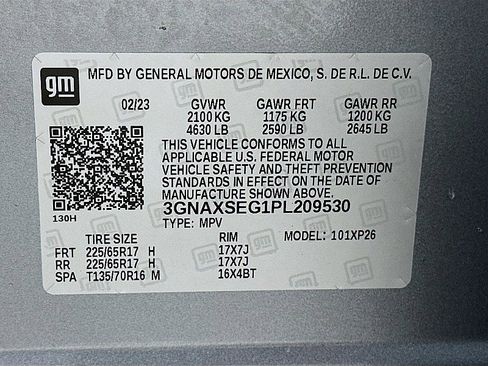 gm MFD BY GENERAL MOTORS DE MEXICO, S. DE R.L. DE C.V.
02/23 GVWR GAWR FRT GAWR RR
2100 KG 1175 KG 1200 KG
4630 LB 2590 LB 2645 LB
THIS VEHICLE CONFORMS TO ALL
APPLICABLE U.S. FEDERAL MOTOR
VEHICLE SAFETY AND THEFT PREVENTION
STANDARDS IN EFFECT ON THE DATE OF
MANUFACTURE SHOWN ABOVE.
130H 3GNAXSEG1PL209530
TYPE: MPV
TIRE SIZE RIM MODEL: 101XP26
FRT 225/65R17 H 17X7J
RR 225/65R17 H 17X7J
SPA T135/70R16 M 16X4BT